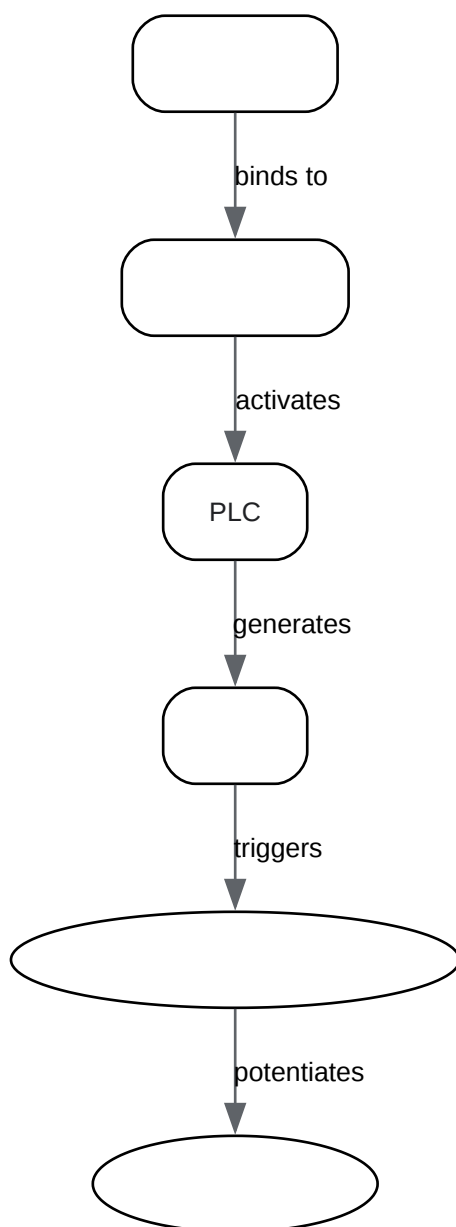 binds to
activates
PLC
generates
triggers
potentiates